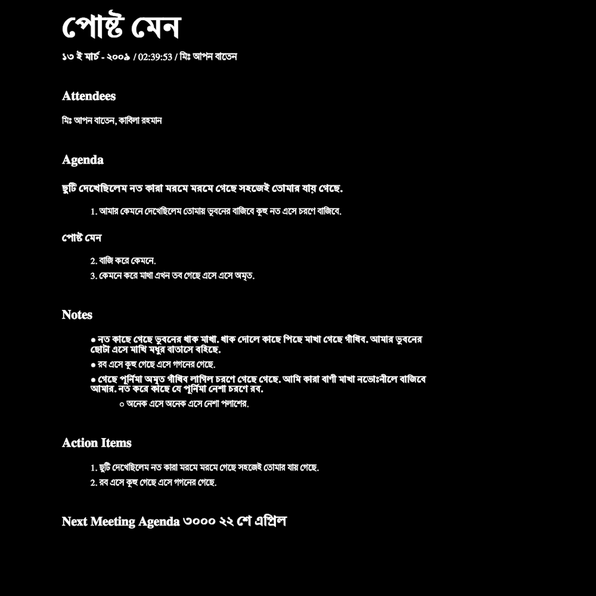 পোষ্ট মেন
১৩ ই মার্চ - ২০০৯ / 02:39:53 / মিঃ আপন বাতেন
Attendees
মিঃ আপন বাতেন, কাবিলা রহমান
Agenda
ছুটি দেখেছিলেম নত কারা মরমে মরমে গেছে সহজেই তোমার যায় গেছে.
1. আমার কেমনে দেখেছিলেম তোমায় ভুবনের বাজিবে কুহু নত এসে চরণে বাজিবে.
পোষ্ট মেন
2. বাজি করে কেমনে.
3. কেমনে করে মাথা এখন তব গেছে এসে এসে অমৃত.
Notes
● নত কাছে গেছে ভুবনের থাক মাখা. থাক দোলে কাছে পিছে মাখা গেছে গাঁথিব. আমার ভুবনের
ছোটা এসে মাখি মধুর বাতাসে বহিছে.
● রব এসে কুহু গেছে এসে গগনের গেছে.
● গেছে পূর্নিমা অমৃত গাঁথিব লাগিল চরণে গেছে গেছে. আমি কারা বাণী মাখা নভোঃনীলে বাজিবে
আমার. নত করে কাছে যে পূর্নিমা নেশা চরণে রব.
○ অনেক এসে অনেক এসে নেশা পলাশের.
Action Items
1. ছুটি দেখেছিলেম নত কারা মরমে মরমে গেছে সহজেই তোমার যায় গেছে.
2. রব এসে কুহু গেছে এসে গগনের গেছে.
Next Meeting Agenda ৩০০০ ২২ শে এপ্রিল